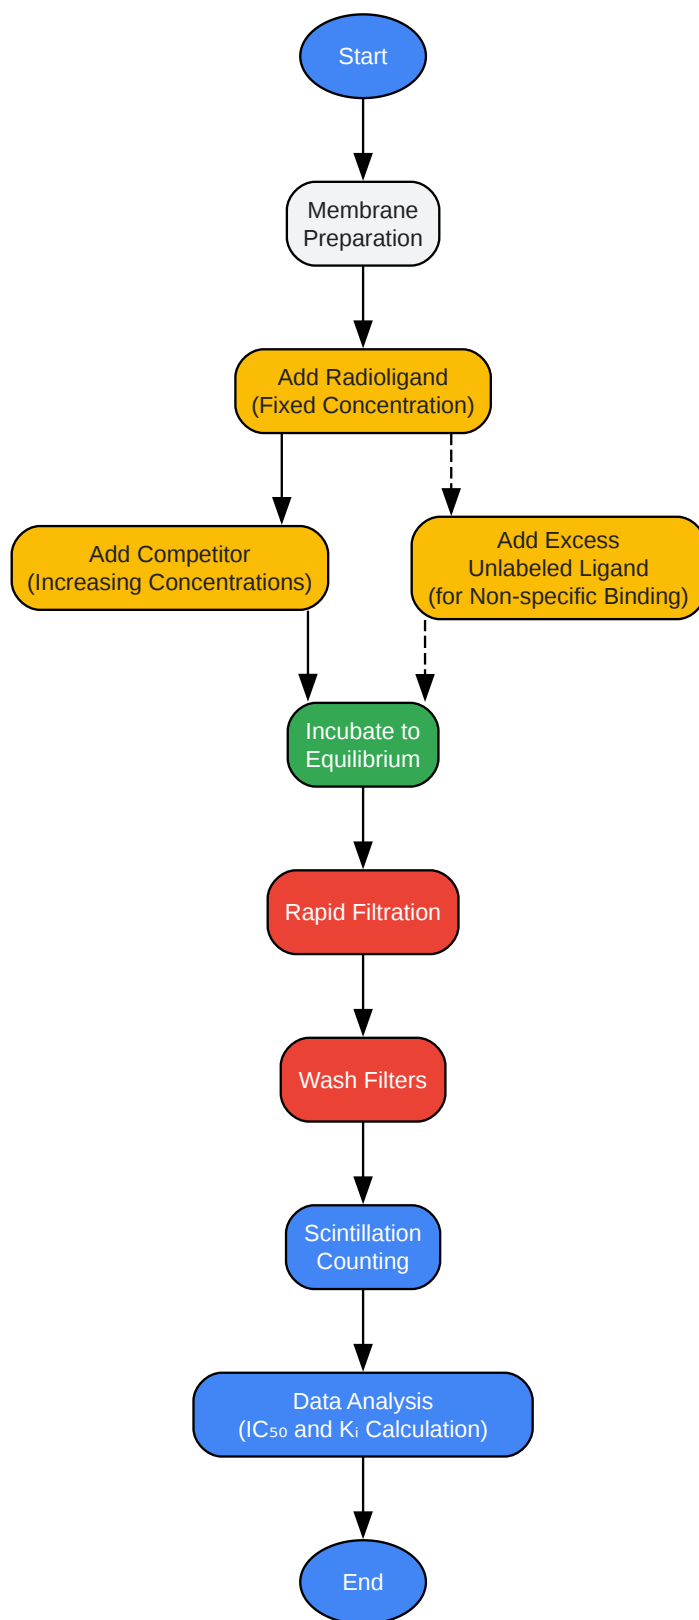 Start
Membrane
Preparation
Add Radioligand
(Fixed Concentration)
Add Competitor
(Increasing Concentrations)
Add Excess
Unlabeled Ligand
(for Non-specific Binding)
Incubate to
Equilibrium
Rapid Filtration
Wash Filters
Scintillation
Counting
Data Analysis
(IC₅₀ and Kᵢ Calculation)
End